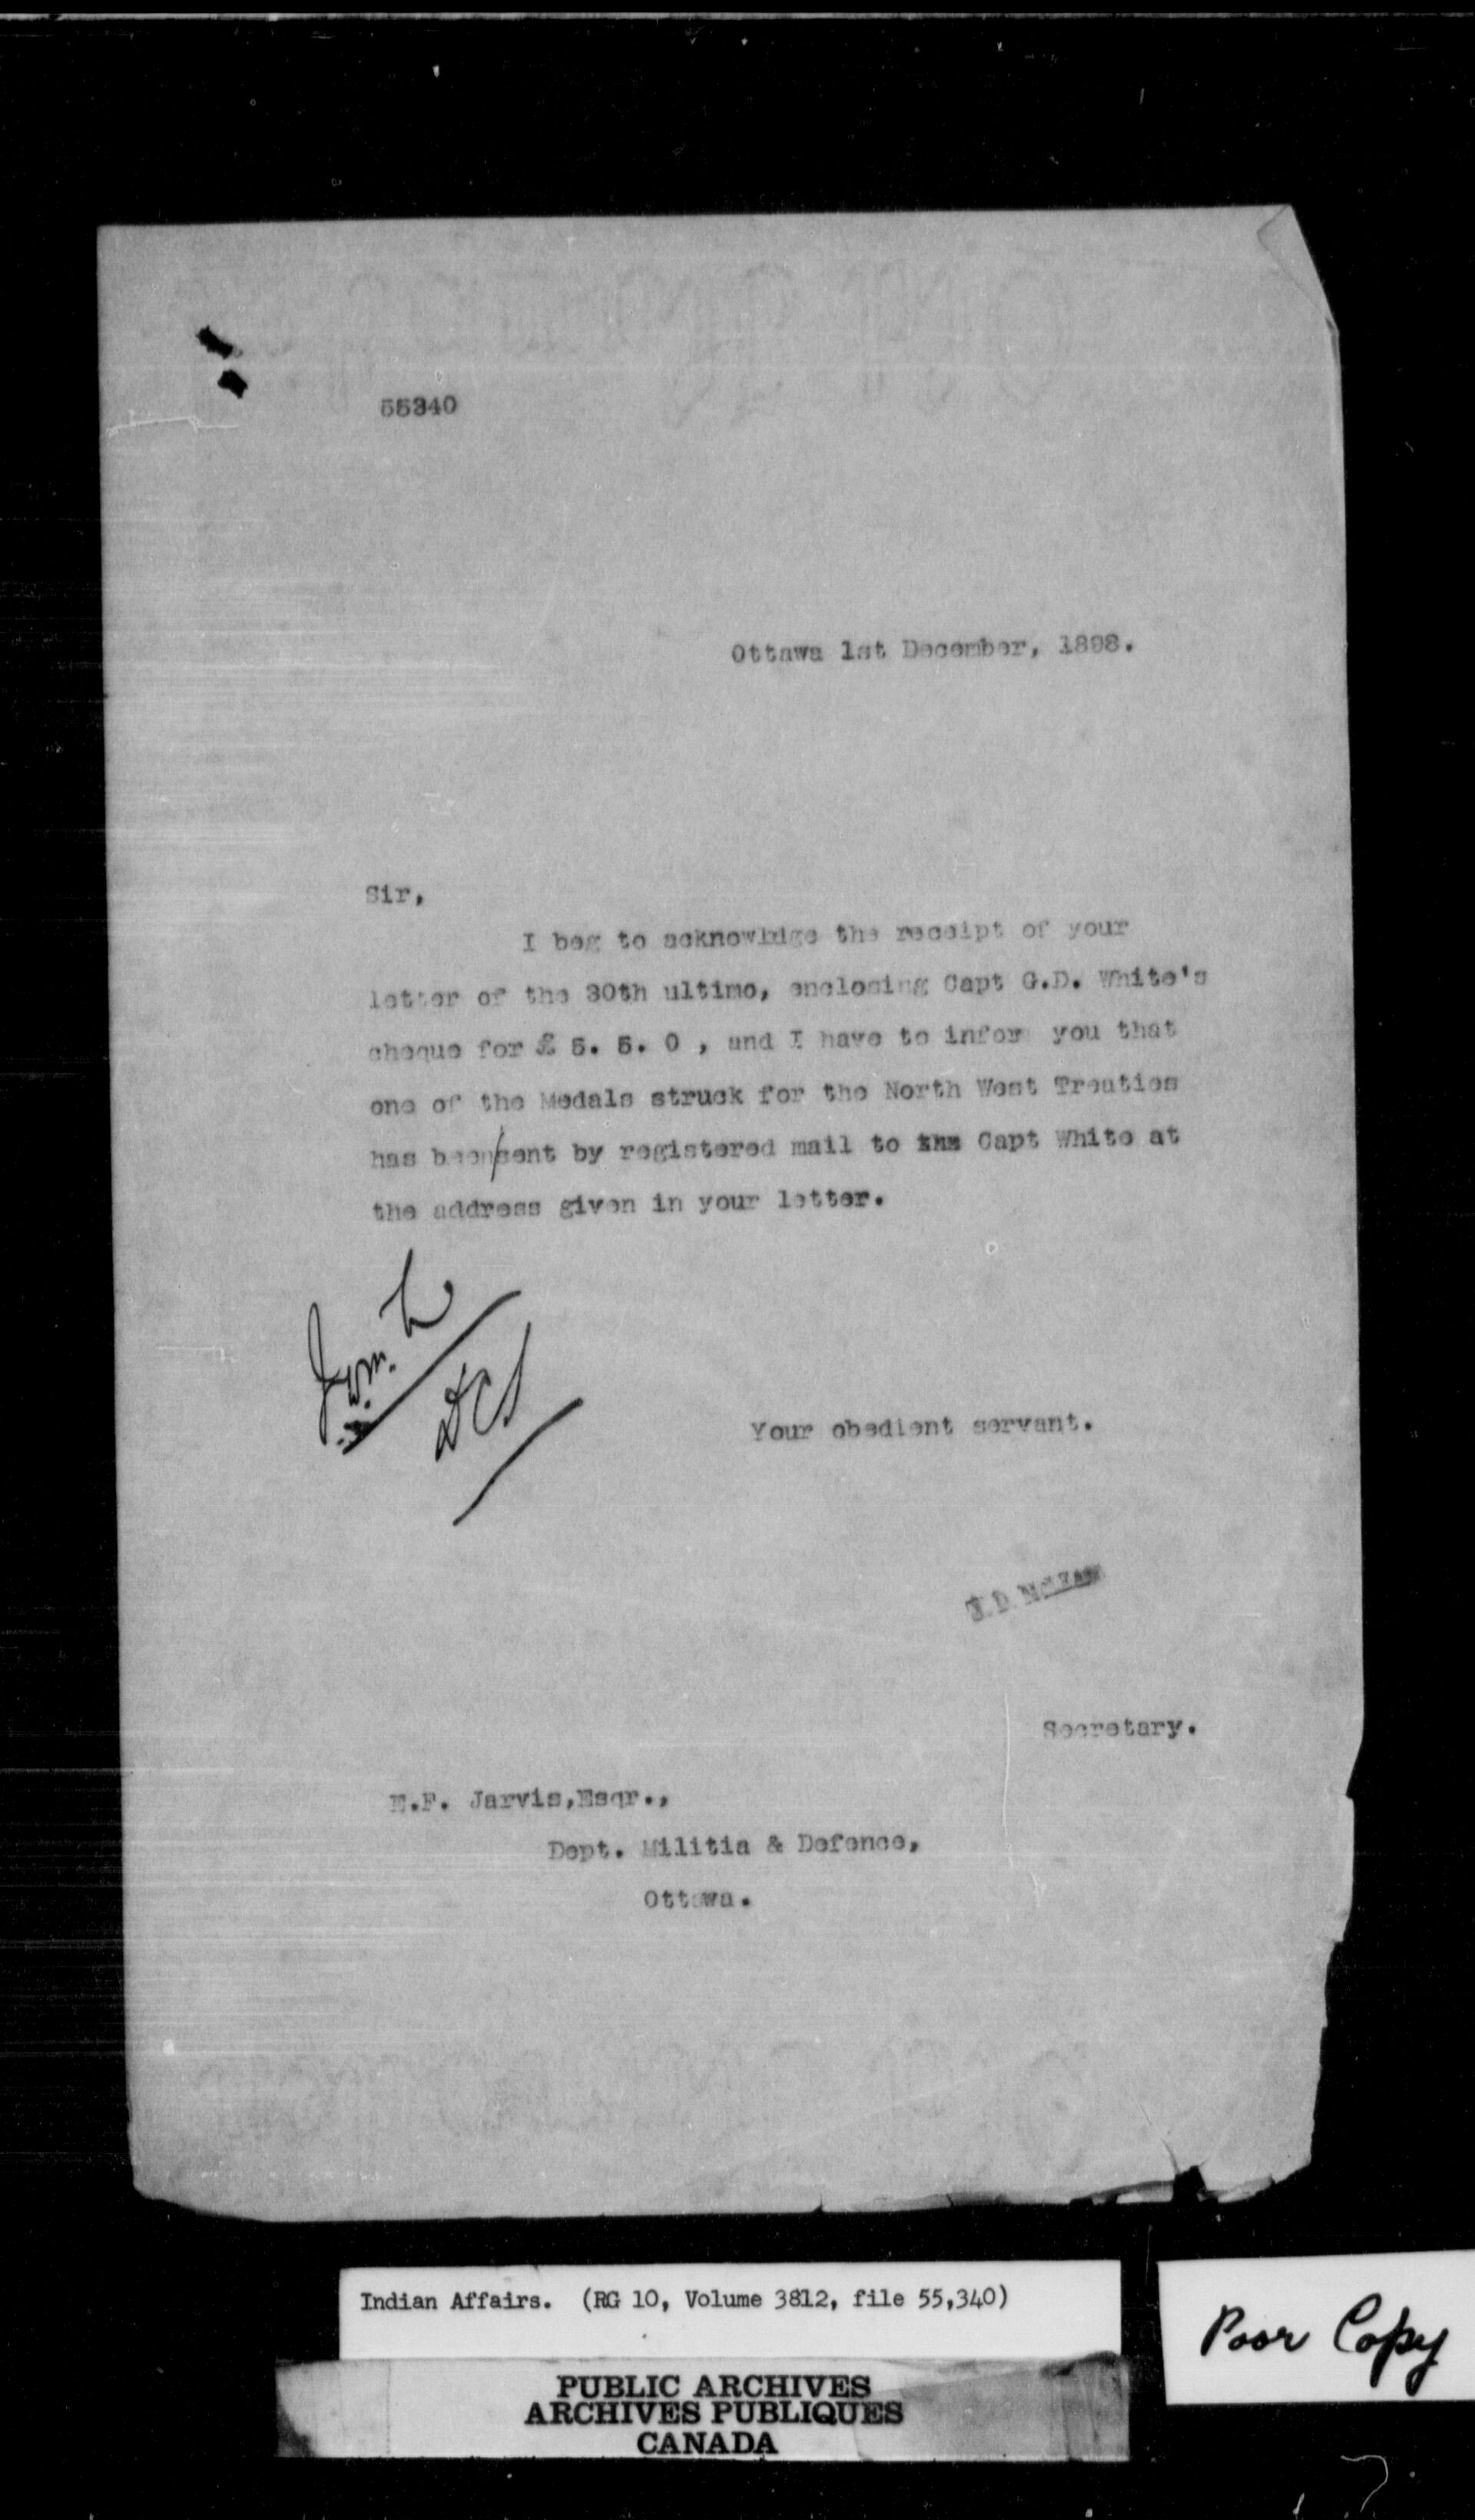 55340
Ottawa 1st December, 1898.
Sir,
I beg to acknowledge the receipt of your
letter of the 30th ultimo, enclosing Capt G.D. White's
cheque for £ 5. 5. 0 , and I have to inform you that
one of the Medals struck for the North West Treaties
has been/sent by registered mail to the Capt White at
the address given in your letter.
DCS
Your obedient servant.
J.D. McLean
Secretary.
E.F. Jarvis,Esqr.,
Dept. Militia & Defence,
Ottawa.
Indian Affairs. (RG 10, Volume 3812, file 55,340)
Poor Copy
PUBLIC ARCHIVES
ARCHIVES PUBLIQUES
CANADA